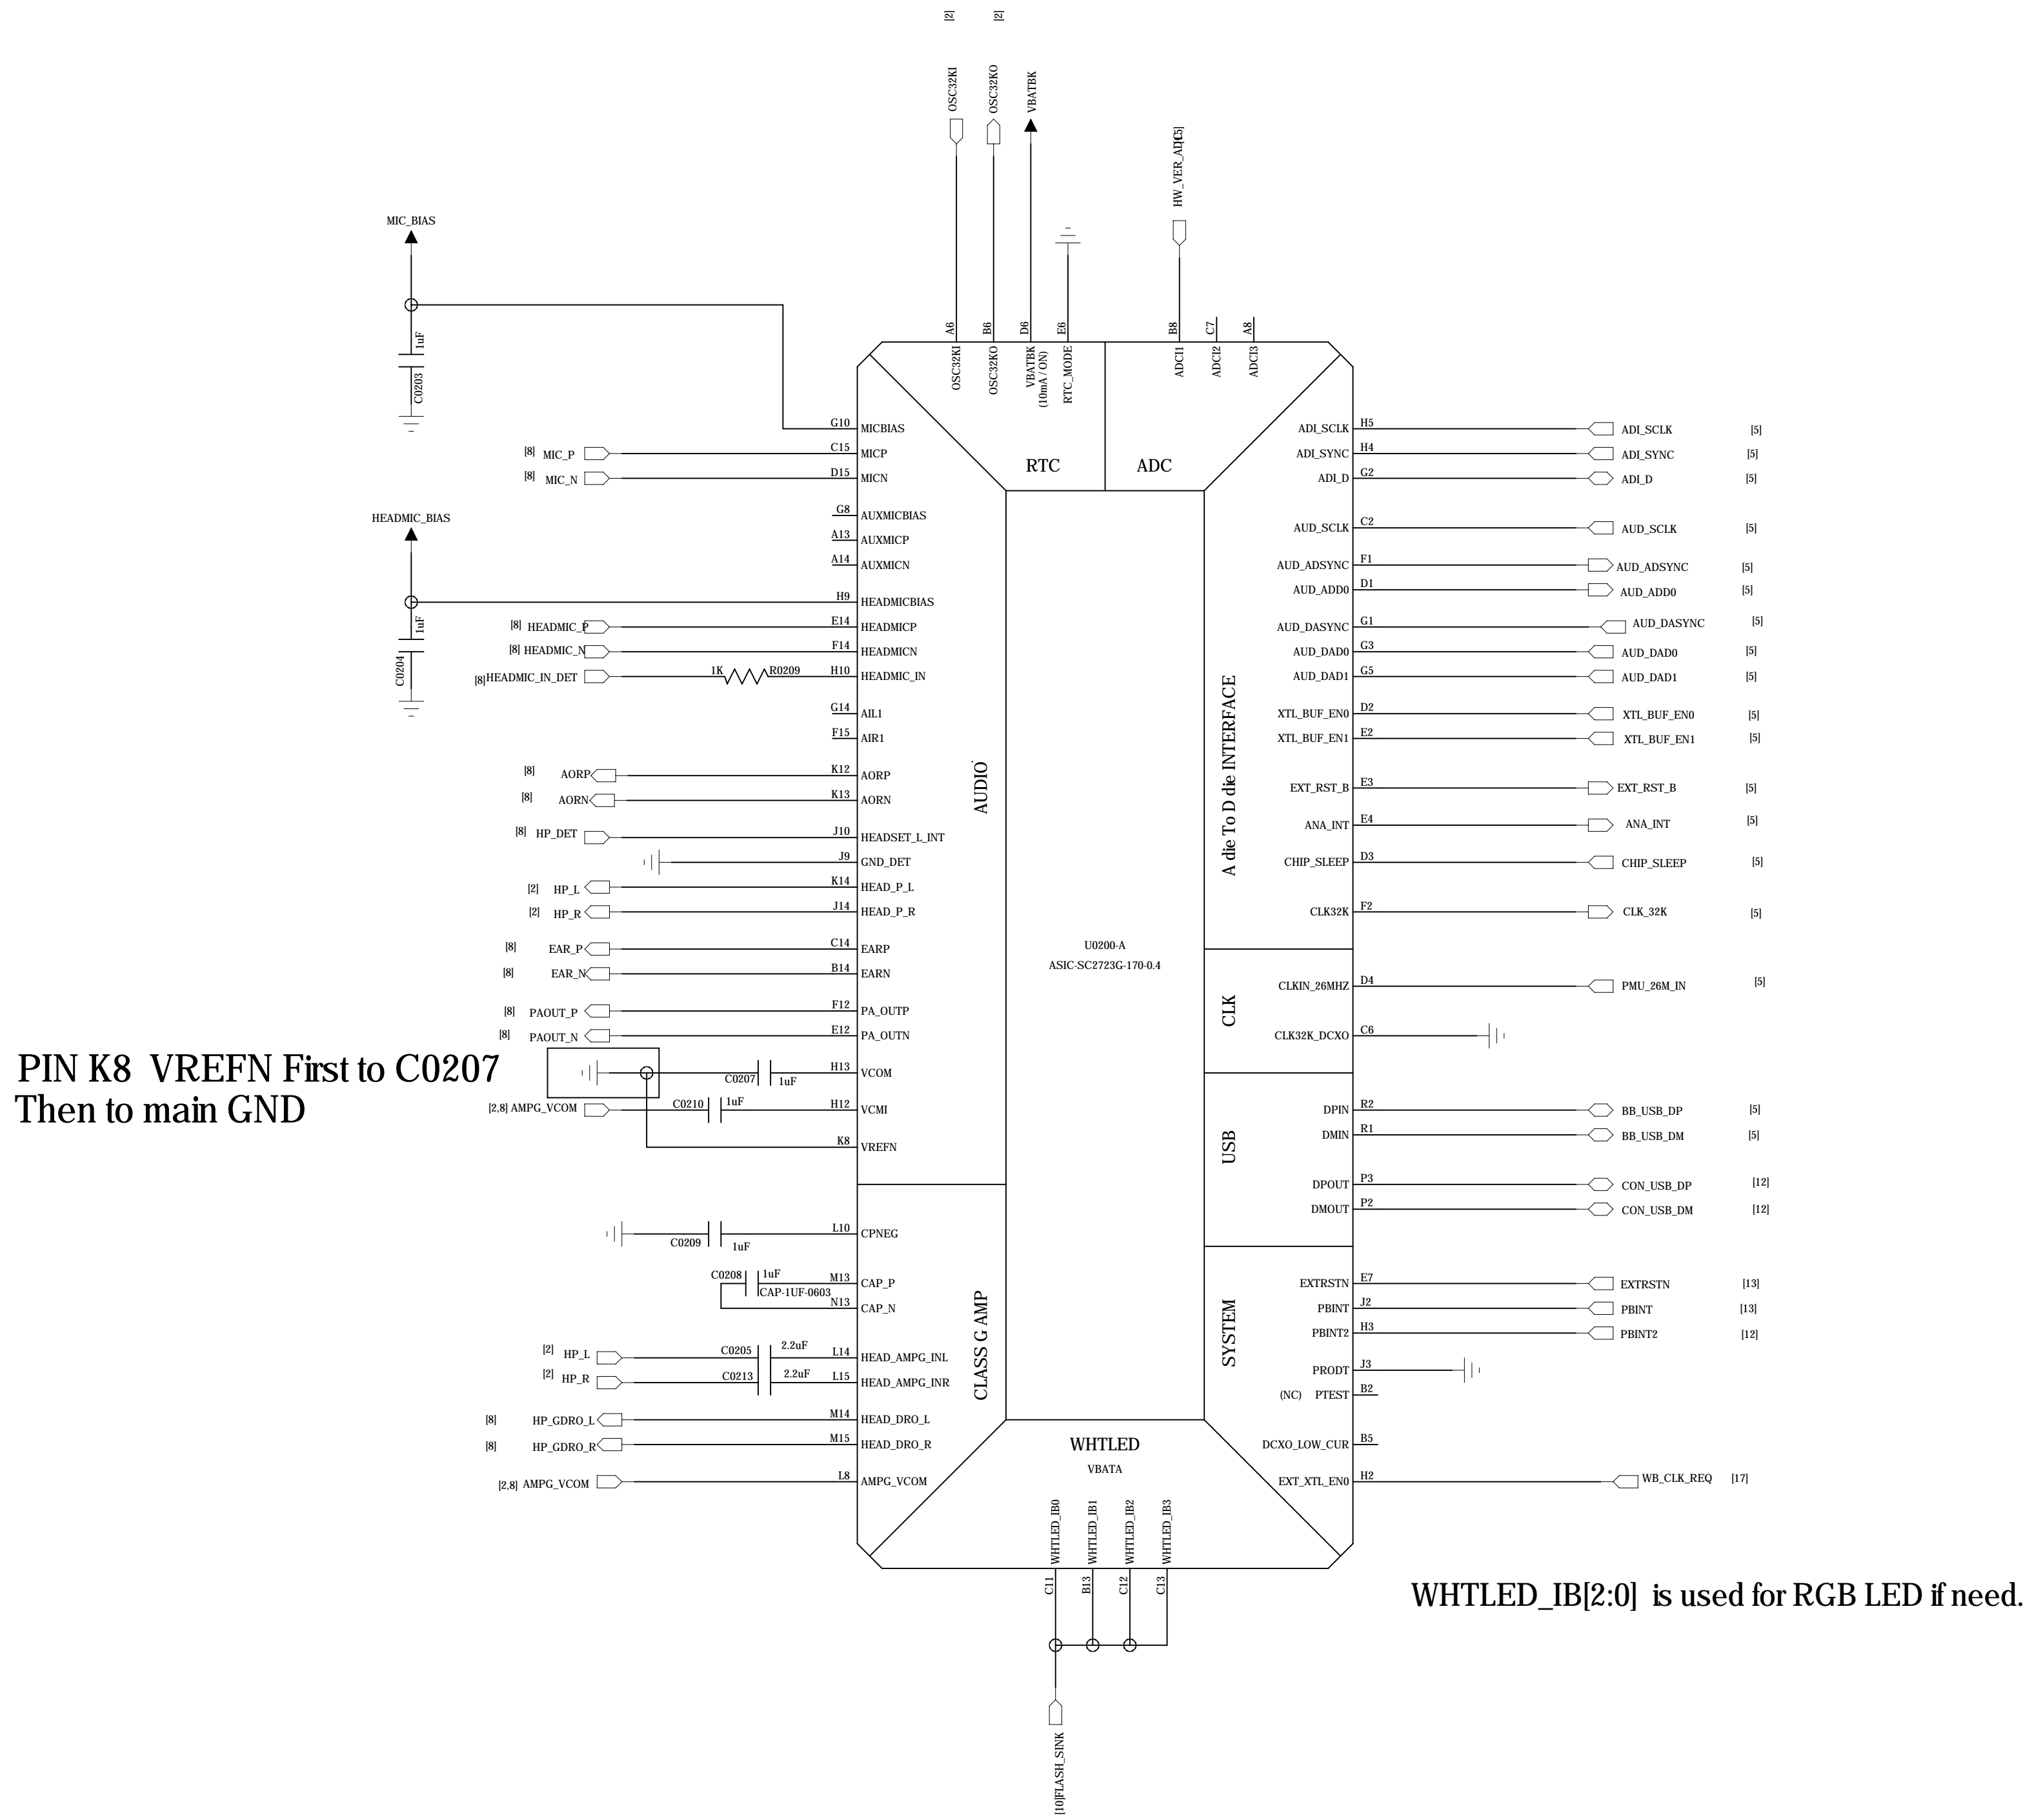 [2] [2]
OSC32KI OSC32KO VBATBK
HW_VER_ADC [5]
MIC_BIAS
1uF
C0203
A6 B6 D6 E6 B8 C7 A8
OSC32KI OSC32KO VBATBK (10mA / ON) RTC_MODE ADCI1 ADCI2 ADCI3
RTC ADC
G10 MICBIAS
[8] MIC_P C15 MICP
[8] MIC_N D15 MICN
HEADMIC_BIAS
G8 AUXMICBIAS
A13 AUXMICP
A14 AUXMICN
H9 HEADMICBIAS
1uF
C0204
[8] HEADMIC_P E14 HEADMICP
[8] HEADMIC_N F14 HEADMICN
[8] HEADMIC_IN_DET 1K R0209 H10 HEADMIC_IN
G14 AIL1
F15 AIR1
AUDIO
[8] AORP K12 AORP
[8] AORN K13 AORN
[8] HP_DET J10 HEADSET_L_INT
J9 GND_DET
[2] HP_L K14 HEAD_P_L
[2] HP_R J14 HEAD_P_R
[8] EAR_P C14 EARP
[8] EAR_N B14 EARN
[8] PAOUT_P F12 PA_OUTP
[8] PAOUT_N E12 PA_OUTN
PIN K8 VREFN First to C0207
Then to main GND
C0207 1uF H13 VCOM
[2,8] AMPG_VCOM C0210 1uF H12 VCMI
K8 VREFN
C0209 1uF L10 CPNEG
C0208 1uF M13 CAP_P
CAP-1UF-0603
N13 CAP_N
CLASS G AMP
[2] HP_L C0205 2.2uF L14 HEAD_AMPG_INL
[2] HP_R C0213 2.2uF L15 HEAD_AMPG_INR
[8] HP_GDRO_L M14 HEAD_DRO_L
[8] HP_GDRO_R M15 HEAD_DRO_R
[2,8] AMPG_VCOM L8 AMPG_VCOM
U0200-A
ASIC-SC2723G-170-0.4
ADI_SCLK H5 ADI_SCLK [5]
ADI_SYNC H4 ADI_SYNC [5]
ADI_D G2 ADI_D [5]
AUD_SCLK C2 AUD_SCLK [5]
AUD_ADSYNC F1 AUD_ADSYNC [5]
AUD_ADD0 D1 AUD_ADD0 [5]
AUD_DASYNC G1 AUD_DASYNC [5]
AUD_DAD0 G3 AUD_DAD0 [5]
AUD_DAD1 G5 AUD_DAD1 [5]
A die To D die INTERFACE
XTL_BUF_EN0 D2 XTL_BUF_EN0 [5]
XTL_BUF_EN1 E2 XTL_BUF_EN1 [5]
EXT_RST_B E3 EXT_RST_B [5]
ANA_INT E4 ANA_INT [5]
CHIP_SLEEP D3 CHIP_SLEEP [5]
CLK32K F2 CLK_32K [5]
CLK
CLKIN_26MHZ D4 PMU_26M_IN [5]
CLK32K_DCXO C6
USB
DPIN R2 BB_USB_DP [5]
DMIN R1 BB_USB_DM [5]
DPOUT P3 CON_USB_DP [12]
DMOUT P2 CON_USB_DM [12]
SYSTEM
EXTRSTN E7 EXTRSTN [13]
PBINT J2 PBINT [13]
PBINT2 H3 PBINT2 [12]
PRODT J3
(NC) PTEST B2
DCXO_LOW_CUR B5
EXT_XTL_EN0 H2 WB_CLK_REQ [17]
WHTLED
VBATA
WHTLED_IB0 WHTLED_IB1 WHTLED_IB2 WHTLED_IB3
C11 B13 C12 C13
WHTLED_IB[2:0] is used for RGB LED if need.
[10]FLASH_SINK